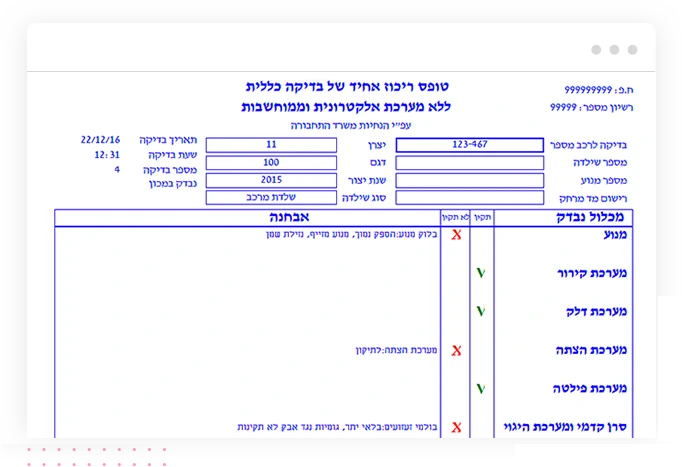 ח.פ: 999999999
רשיון מספר: 99999
טופס ריכוז אחיד של בדיקה כללית
ללא מערכת אלקטרונית וממוחשבות
עפ״י הנחיות משרד התחבורה
בדיקה לרכב מספר 123-467 יצרן 11 תאריך בדיקה 22/12/16
מספר שילדה דגם 100 שעת בדיקה 12:31
מספר מנוע שנת יצור 2015 מספר בדיקה 4
רישום מד מרחק סוג שילדה שלדת מרכב נבדק במכון
מכלול נבדק תקין לא תקין אבחנה
מנוע X בלוק מנוע:הספק נמוך, מנוע מזייף, נזילת שמן
מערכת קירור V
מערכת דלק V
מערכת הצתה X מערכת הצתה:לתיקון
מערכת פליטה V
סרן קדמי ומערכת היגוי X בולמי זעזועים:בלאי יתר, גומיות נגד אבק לא תקינות